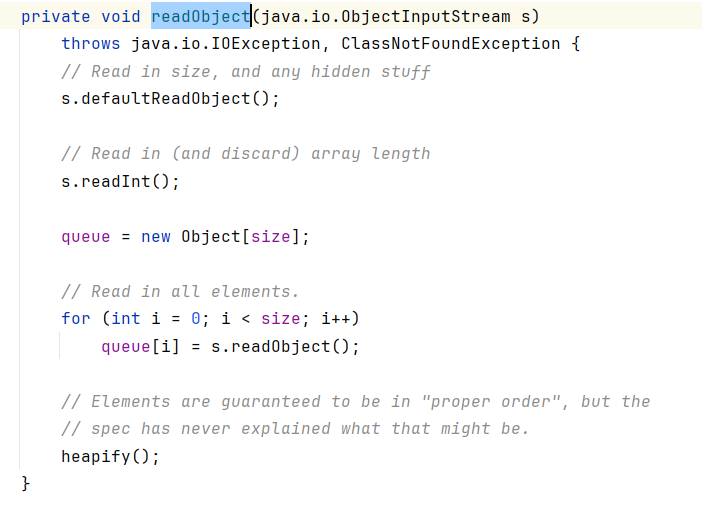 private void readObject(java.io.ObjectInputStream s)
    throws java.io.IOException, ClassNotFoundException {
    // Read in size, and any hidden stuff
    s.defaultReadObject();

    // Read in (and discard) array length
    s.readInt();

    queue = new Object[size];

    // Read in all elements.
    for (int i = 0; i < size; i++)
        queue[i] = s.readObject();

    // Elements are guaranteed to be in "proper order", but the
    // spec has never explained what that might be.
    heapify();
}